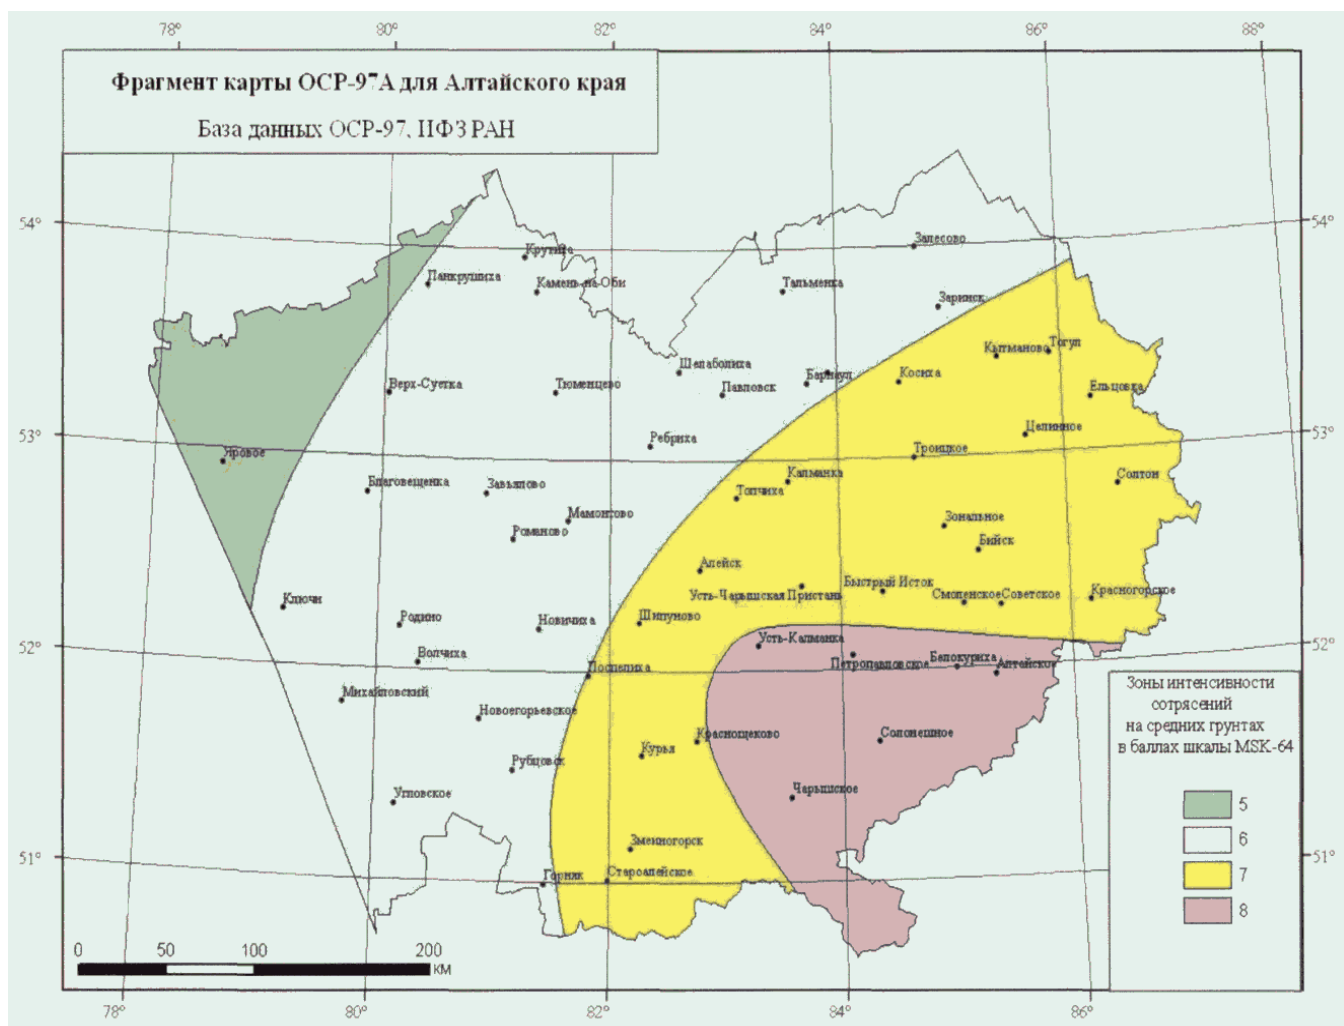 78° 80° 82° 84° 86° 88°
Фрагмент карты ОСР-97А для Алтайского края
База данных ОСР-97, ИФЗ РАН
54° 54°
Залесово
Крутиха
Панкрушиха
Камень-на-Оби
Тальменка
Заринск
Кытманово
Тогул
Шелаболиха
Верх-Суетка
Тюменцево
Павловск
Барнаул
Косиха
Ельцовка
53° 53°
Целинное
Ребриха
Троицкое
Яровое
Калманка
Солтон
Благовещенка
Завьялово
Топчиха
Мамонтово
Зональное
Романово
Бийск
Алейск
Быстрый Исток
Усть-Чарышская Пристань
Смоленское
Советское
Красногорское
Ключи
Родино
Новичиха
Шипуново
52° 52°
Усть-Калманка
Волчиха
Поспелиха
Петропавловское
Белокуриха
Алтайское
Михайловский
Новоегорьевское
Краснощеково
Солонешное
Курья
Рубцовск
Чарышское
Угловское
Змеиногорск
51° 51°
Горняк
Староалейское
Зоны интенсивности
сотрясений
на средних грунтах
в баллах шкалы MSK-64
5
6
7
8
0 50 100 200
КМ
78° 80° 82° 84° 86°